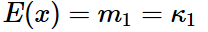 E(x) = m₁ = κ₁